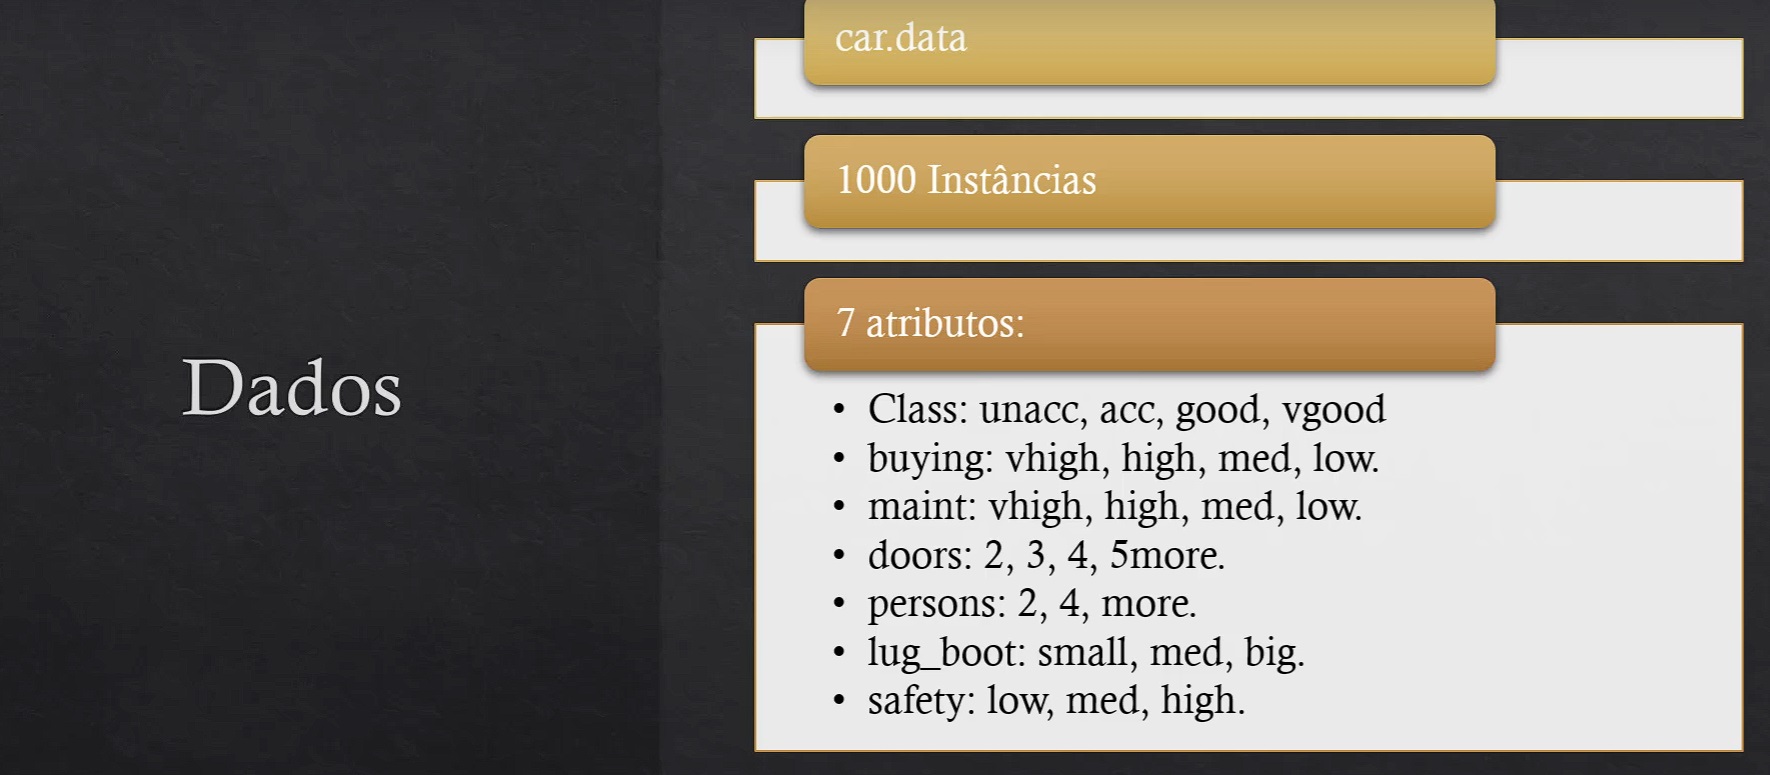 Dados
car.data
1000 Instâncias
7 atributos:
• Class: unacc, acc, good, vgood
• buying: vhigh, high, med, low.
• maint: vhigh, high, med, low.
• doors: 2, 3, 4, 5more.
• persons: 2, 4, more.
• lug_boot: small, med, big.
• safety: low, med, high.